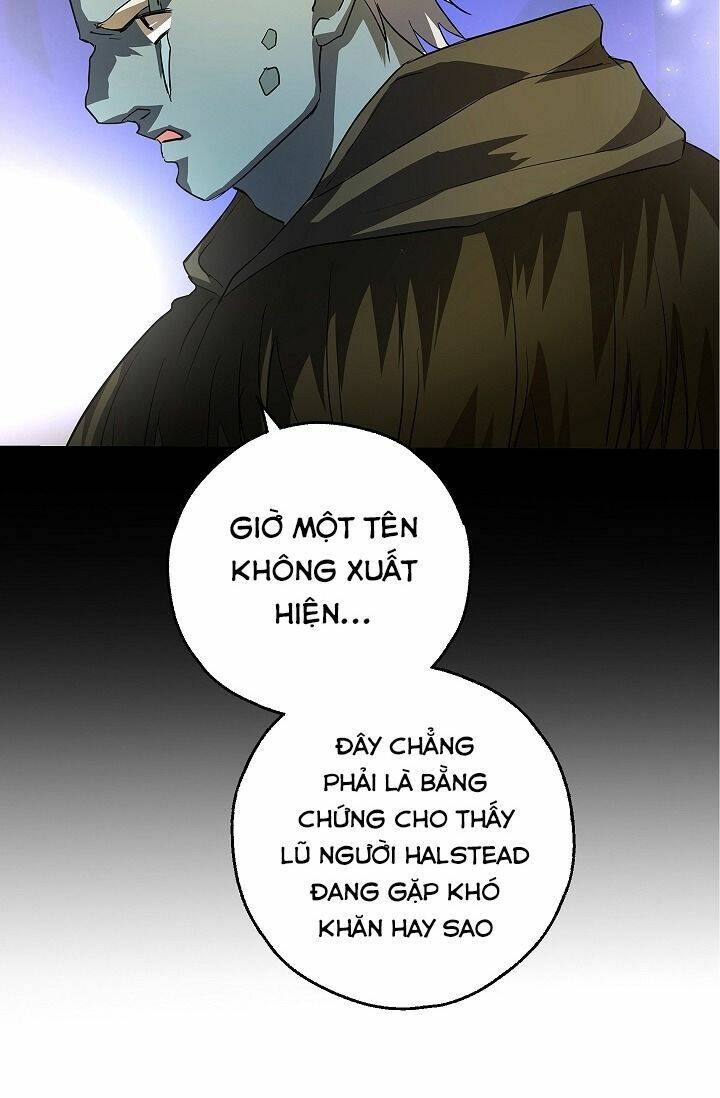 GIỜ MỘT TÊN
KHÔNG XUẤT
HIỆN...
ĐÂY CHẲNG
PHẢI LÀ BẰNG
CHỨNG CHO THẤY
LŨ NGƯỜI HALSTEAD
ĐANG GẶP KHÓ
KHĂN HAY SAO